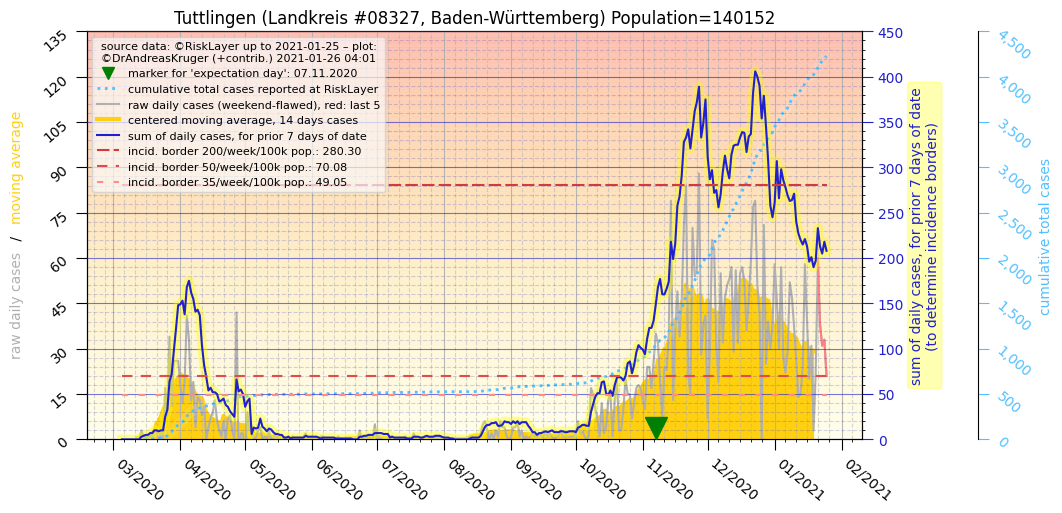 Tuttlingen (Landkreis #08327, Baden-Württemberg) Population=140152
source data: ©RiskLayer up to 2021-01-25 – plot:
©DrAndreasKruger (+contrib.) 2021-01-26 04:01
marker for 'expectation day': 07.11.2020
cumulative total cases reported at RiskLayer
raw daily cases (weekend-flawed), red: last 5
centered moving average, 14 days cases
sum of daily cases, for prior 7 days of date
incid. border 200/week/100k pop.: 280.30
incid. border 50/week/100k pop.: 70.08
incid. border 35/week/100k pop.: 49.05
raw daily cases / moving average
135
120
105
90
75
60
45
30
15
0
03/2020
04/2020
05/2020
06/2020
07/2020
08/2020
09/2020
10/2020
11/2020
12/2020
01/2021
02/2021
450
400
350
300
250
200
150
100
50
0
sum of daily cases, for prior 7 days of date
(to determine incidence borders)
4,500
4,000
3,500
3,000
2,500
2,000
1,500
1,000
500
0
cumulative total cases